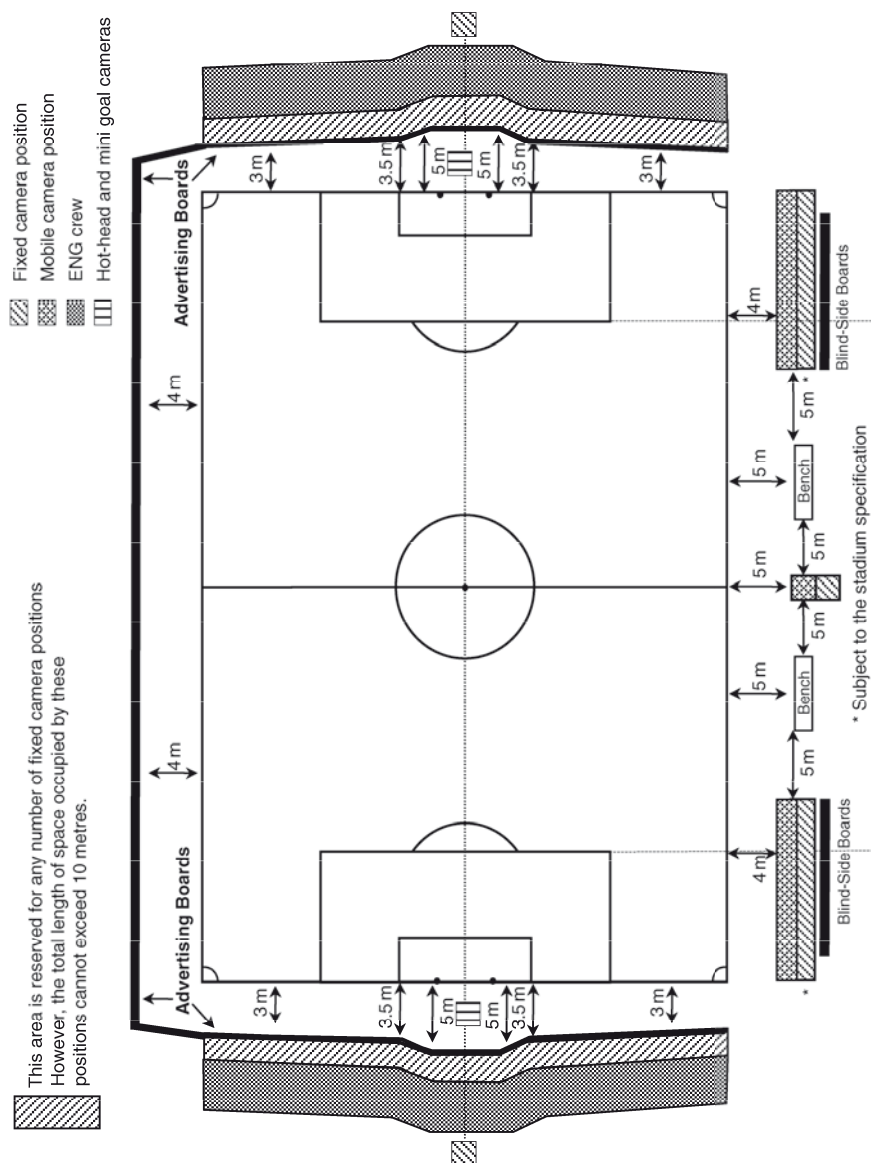 This area is reserved for any number of fixed camera positions
However, the total length of space occupied by these
positions cannot exceed 10 metres.
Fixed camera position
Mobile camera position
ENG crew
Hot-head and mini goal cameras
Advertising Boards
Advertising Boards
4 m
4 m
3 m
3.5 m
5 m
5 m
3.5 m
3 m
3 m
3.5 m
5 m
5 m
3.5 m
3 m
4 m
5 m
5 m
5 m
4 m
5 m
Bench
5 m
5 m
Bench
5 m
*
*
Blind-Side Boards
Blind-Side Boards
* Subject to the stadium specification